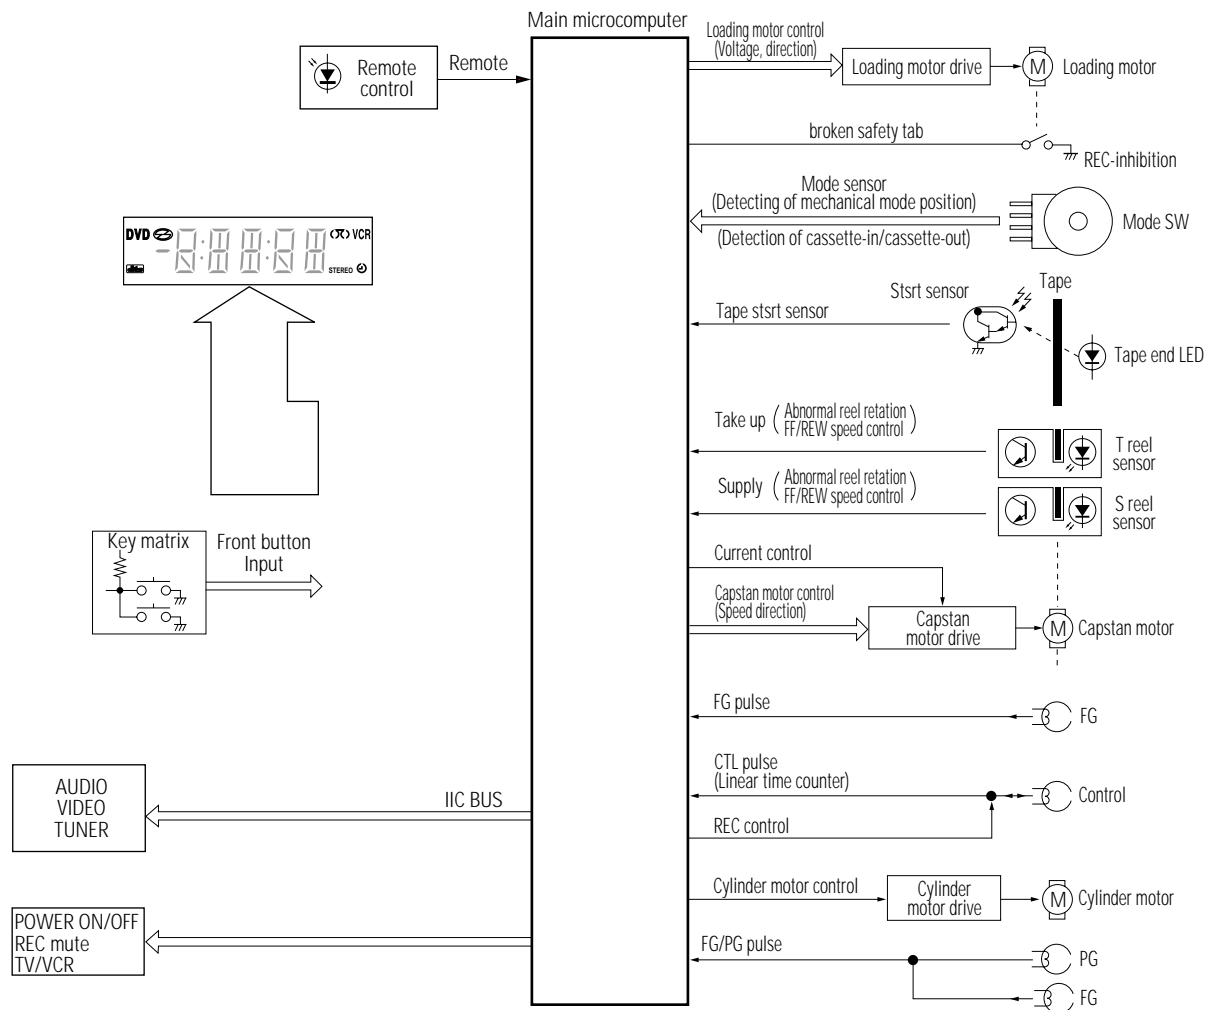 Main microcomputer
Remote
control
Remote
Loading motor control
(Voltage, direction)
Loading motor drive
M
Loading motor
broken safety tab
REC-inhibition
Mode sensor
(Detecting of mechanical mode position)
(Detection of cassette-in/cassette-out)
Mode SW
DVD
VCR
STEREO
Tape stsrt sensor
Stsrt sensor
Tape
Tape end LED
Take up
(Abnormal reel retation
FF/REW speed control)
T reel
sensor
Supply
(Abnormal reel retation
FF/REW speed control)
S reel
sensor
Key matrix
Front button
Input
Current control
Capstan motor control
(Speed direction)
Capstan
motor drive
M
Capstan motor
FG pulse
FG
AUDIO
VIDEO
TUNER
IIC BUS
CTL pulse
(Linear time counter)
Control
REC control
Cylinder motor control
Cylinder
motor drive
M
Cylinder motor
POWER ON/OFF
REC mute
TV/VCR
FG/PG pulse
PG
FG